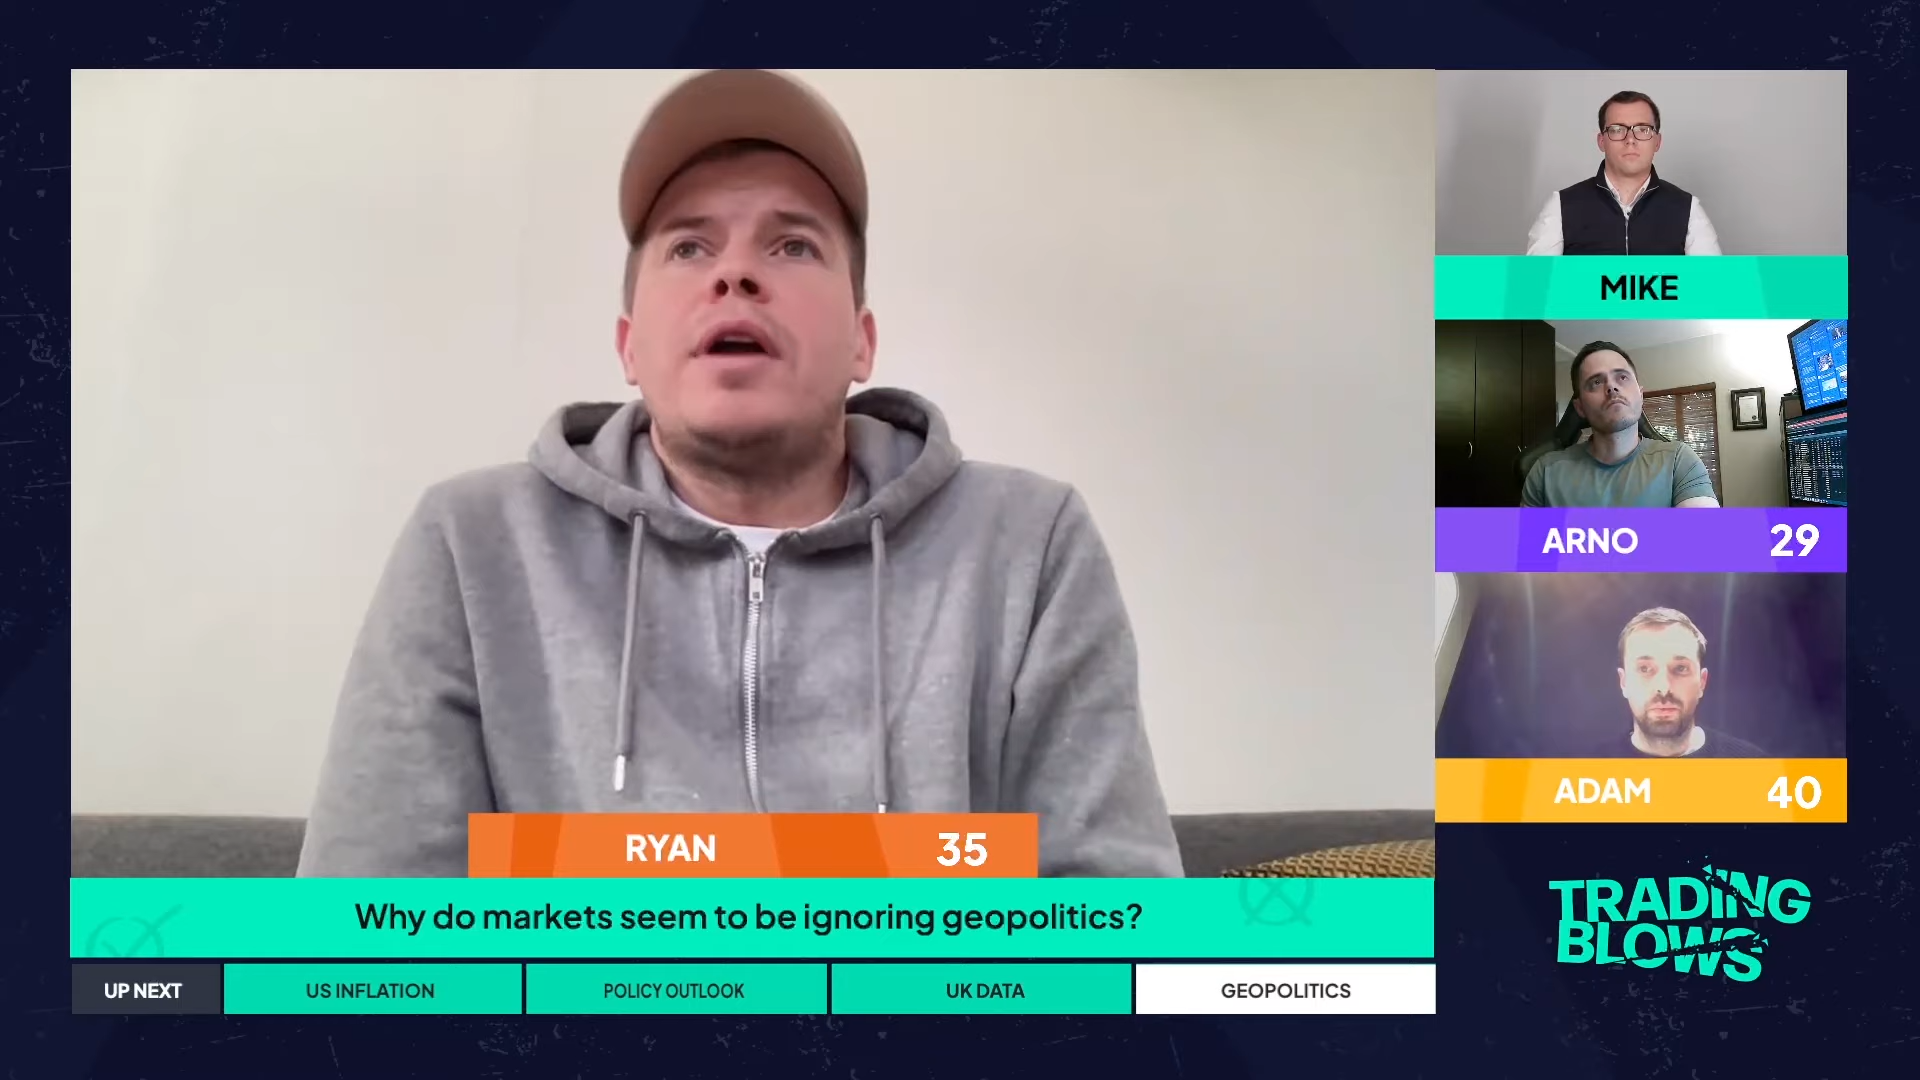 MIKE
ARNO 29
ADAM 40
RYAN 35
Why do markets seem to be ignoring geopolitics?
UP NEXT US INFLATION POLICY OUTLOOK UK DATA GEOPOLITICS
TRADING
BLOWS